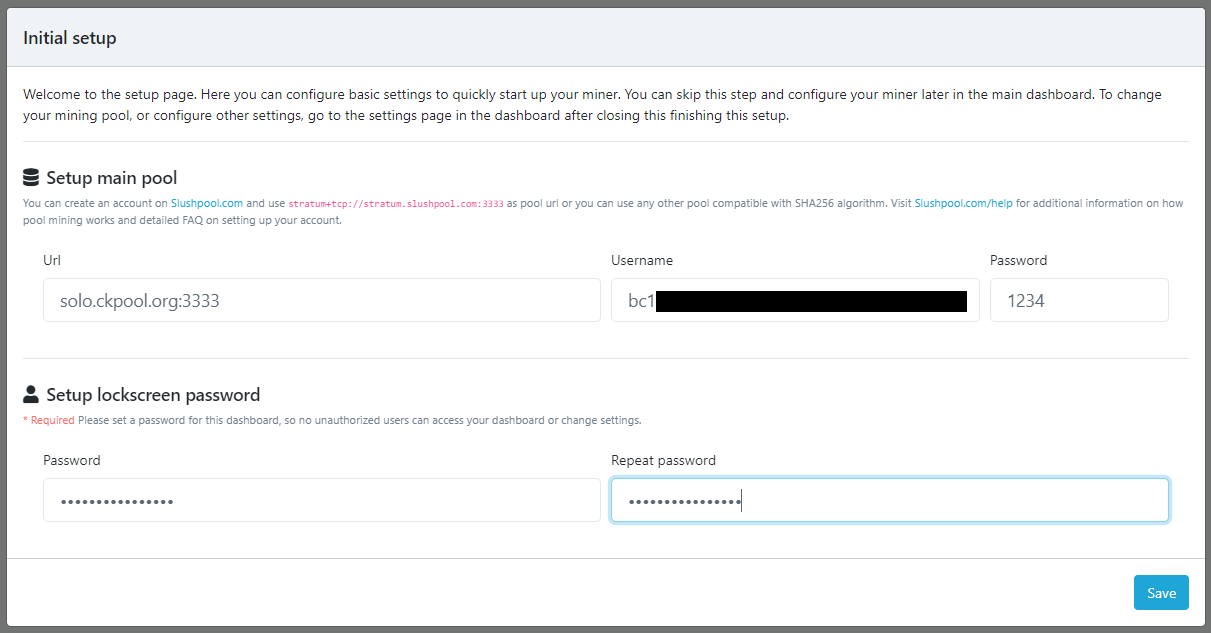 Initial setup
Welcome to the setup page. Here you can configure basic settings to quickly start up your miner. You can skip this step and configure your miner later in the main dashboard. To change
your mining pool, or configure other settings, go to the settings page in the dashboard after closing this finishing this setup.
Setup main pool
You can create an account on Slushpool.com and use stratum+tcp://stratum.slushpool.com:3333 as pool url or you can use any other pool compatible with SHA256 algorithm. Visit Slushpool.com/help for additional information on how
pool mining works and detailed FAQ on setting up your account.
Url Username Password
solo.ckpool.org:3333 bc1 1234
Setup lockscreen password
* Required Please set a password for this dashboard, so no unauthorized users can access your dashboard or change settings.
Password Repeat password
•••••••••••••••• ••••••••••••••••
Save